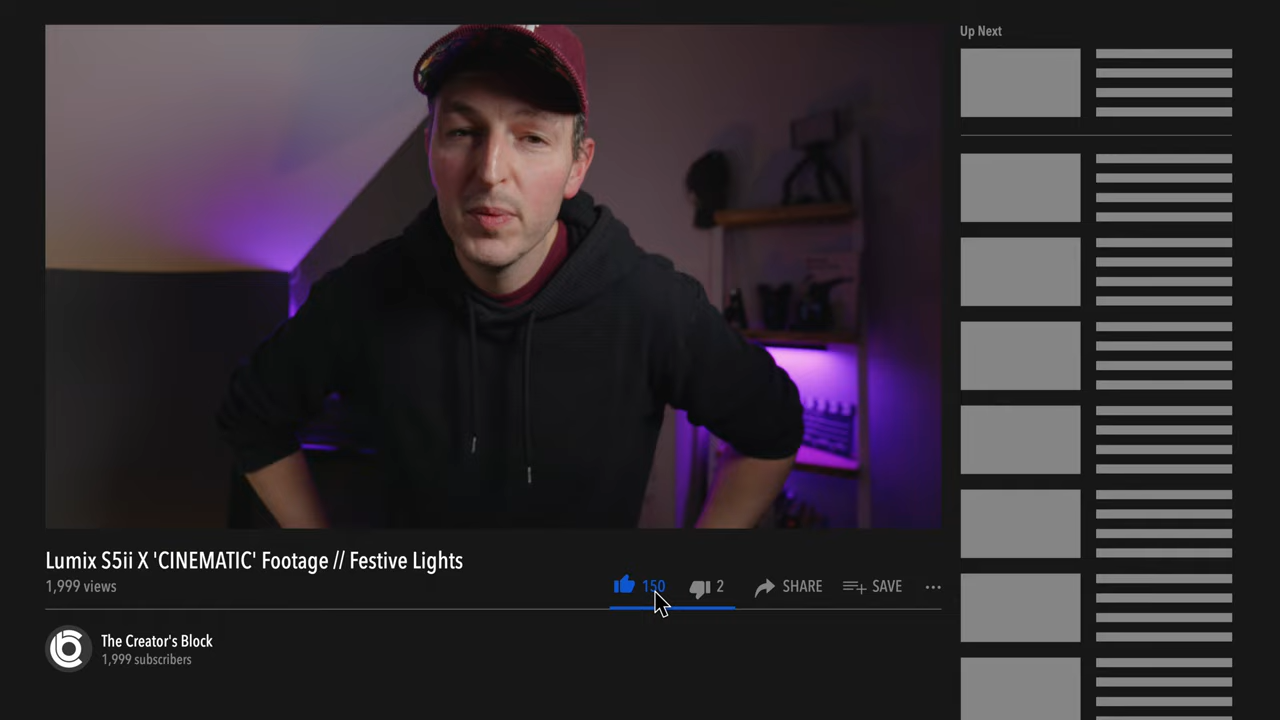 Up Next
Lumix S5ii X 'CINEMATIC' Footage // Festive Lights
1,999 views
150
2
SHARE
SAVE
The Creator's Block
1,999 subscribers